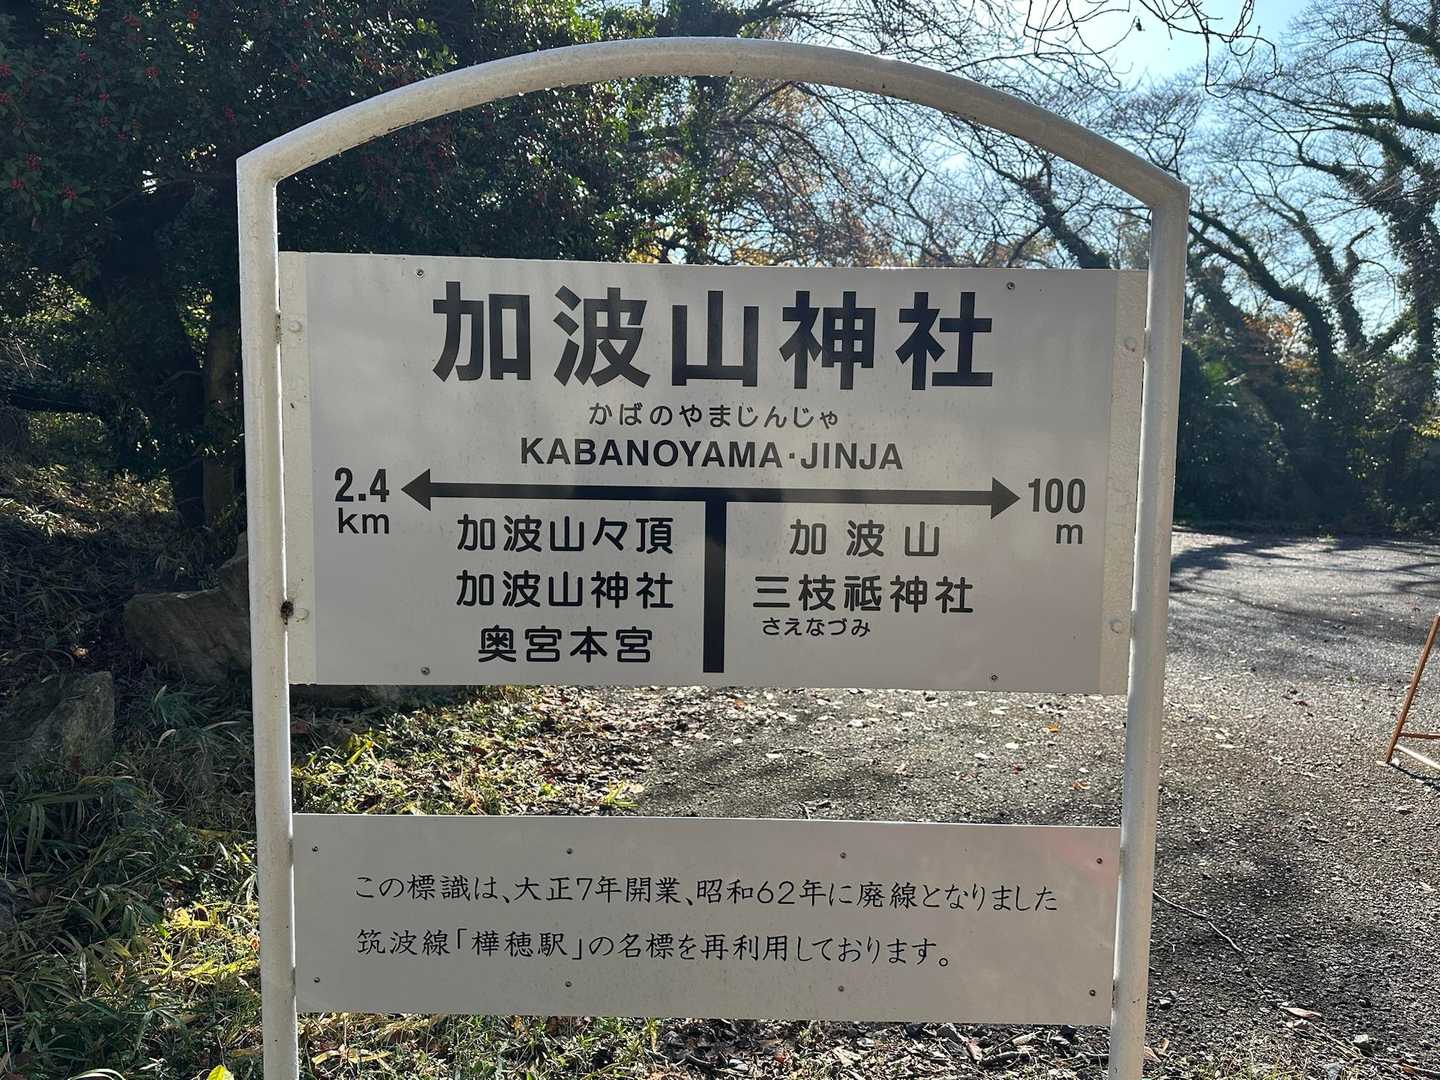 加波山神社
かばのやまじんじゃ
KABANOYAMA・JINJA
2.4
km
100
m
加波山々頂
加波山神社
奥宮本宮
加波山
三枝祗神社
さえなづみ
この標識は、大正7年開業、昭和62年に廃線となりました
筑波線「樺穂駅」の名標を再利用しております。